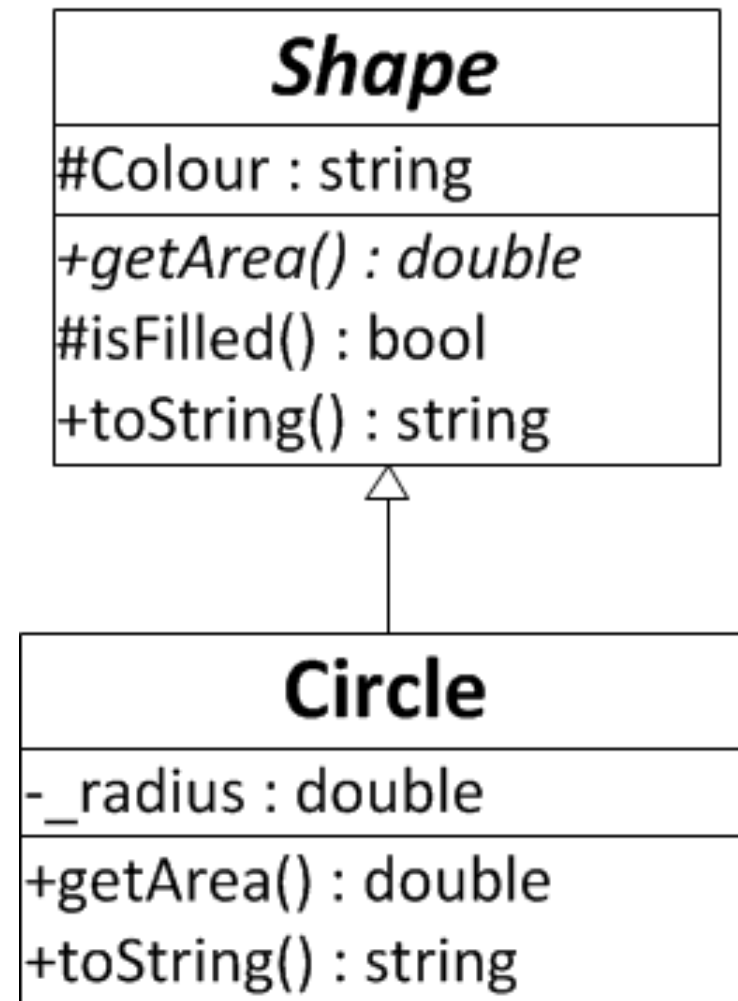 Shape
#Colour : string
+getArea() : double
#isFilled() : bool
+toString() : string
Circle
-_radius : double
+getArea() : double
+toString() : string